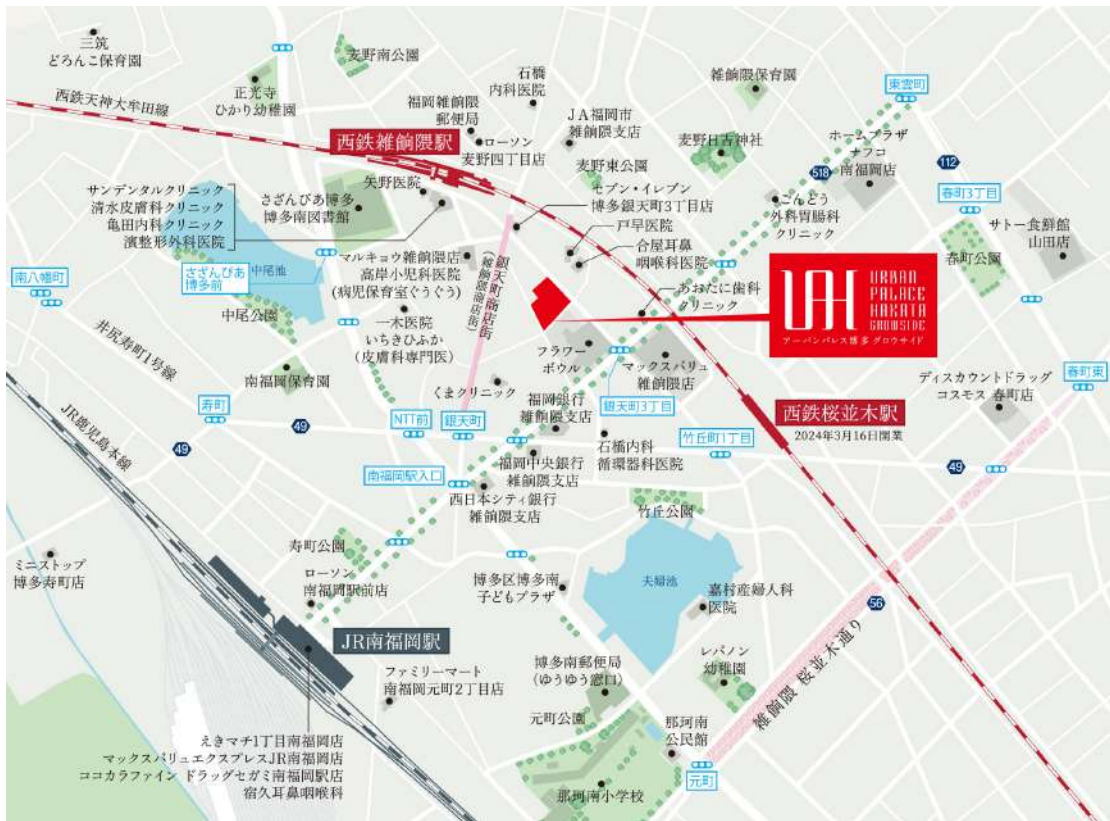 三筑
どろんこ保育園
麦野南公園
正光寺
ひかり幼稚園
西鉄天神大牟田線
石橋
内科医院
福岡雑餉隈
郵便局
雑餉隈保育園
東雲町
JA福岡市
雑餉隈支店
西鉄雑餉隈駅
ローソン
麦野四丁目店
麦野日吉神社
ホームプラザ
ナフコ
南福岡店
518
112
麦野東公園
矢野医院
サンデンタルクリニック
清水皮膚科クリニック
亀田内科クリニック
濱整形外科医院
さざんぴあ博多
博多南図書館
セブン・イレブン
博多銀天町3丁目店
ごんどう
外科胃腸科
クリニック
春町3丁目
サトー食鮮館
山田店
戸早医院
合屋耳鼻
咽喉科医院
春町公園
南八幡町
さざんぴあ
博多前
中尾池
マルキョウ雑餉隈店
高岸小児科医院
(病児保育室ぐうぐう)
銀天町商店街
(雑餉隈商店街)
あおたに歯科
クリニック
URBAN
PALACE
HAKATA
GROWSIDE
アーバンパレス博多グロウサイド
中尾公園
一木医院
いちきひふか
(皮膚科専門医)
井尻寿町1号線
フラワー
ボウル
マックスバリュ
雑餉隈店
南福岡保育園
くまクリニック
春町東
ディスカウントドラッグ
コスモス 春町店
JR鹿児島本線
寿町
49
NTT前
銀天町
福岡銀行
雑餉隈支店
銀天町3丁目
西鉄桜並木駅
2024年3月16日開業
49
石橋内科
循環器科医院
竹丘町1丁目
49
南福岡駅入口
福岡中央銀行
雑餉隈支店
西日本シティ銀行
雑餉隈支店
竹丘公園
寿町公園
ミニストップ
博多寿町店
ローソン
南福岡駅前店
博多区博多南
子どもプラザ
夫婦池
嘉村産婦人科
医院
56
JR南福岡駅
雑餉隈 桜並木通り
ファミリーマート
南福岡元町2丁目店
博多南郵便局
(ゆうゆう窓口)
レバノン
幼稚園
元町公園
那珂南
公民館
えきマチ1丁目南福岡店
マックスバリュエクスプレスJR南福岡店
ココカラファイン ドラッグセガミ南福岡駅店
宿久耳鼻咽喉科
元町
那珂南小学校